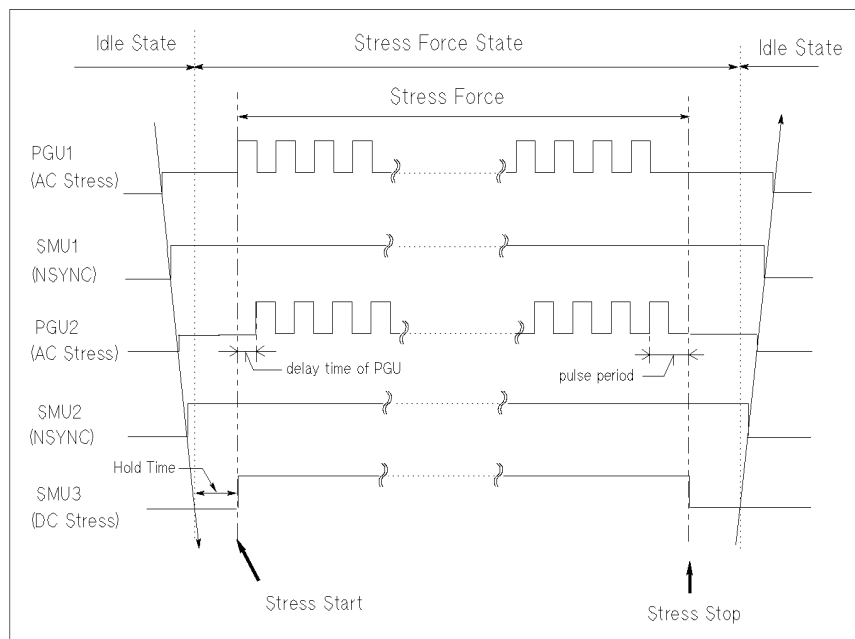 Idle State
Stress Force State
Idle State
Stress Force
PGU1
(AC Stress)
SMU1
(NSYNC)
PGU2
(AC Stress)
delay time of PGU
pulse period
SMU2
(NSYNC)
Hold Time
SMU3
(DC Stress)
Stress Start
Stress Stop